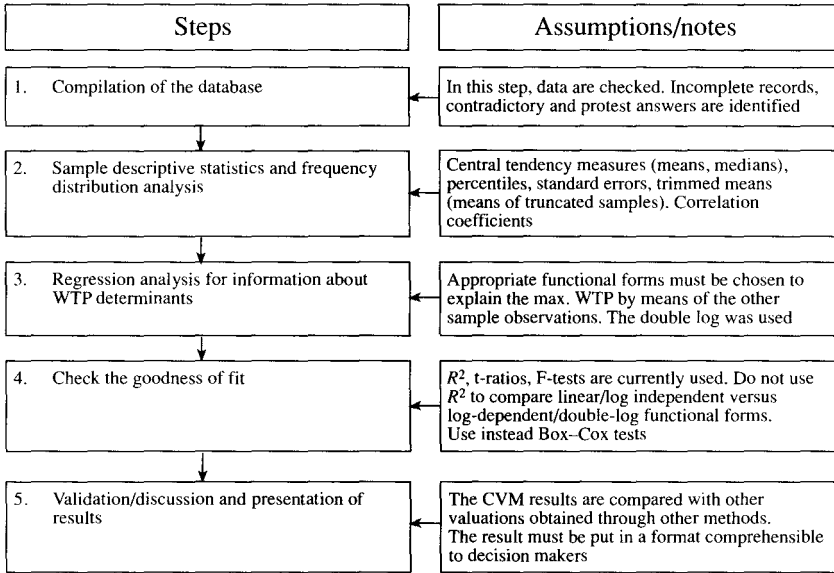 Steps
Assumptions/notes
1. Compilation of the database
In this step, data are checked. Incomplete records,
contradictory and protest answers are identified
2. Sample descriptive statistics and frequency
distribution analysis
Central tendency measures (means, medians),
percentiles, standard errors, trimmed means
(means of truncated samples). Correlation
coefficients
3. Regression analysis for information about
WTP determinants
Appropriate functional forms must be chosen to
explain the max. WTP by means of the other
sample observations. The double log was used
4. Check the goodness of fit
R², t-ratios, F-tests are currently used. Do not use
R² to compare linear/log independent versus
log-dependent/double-log functional forms.
Use instead Box–Cox tests
5. Validation/discussion and presentation of
results
The CVM results are compared with other
valuations obtained through other methods.
The result must be put in a format comprehensible
to decision makers